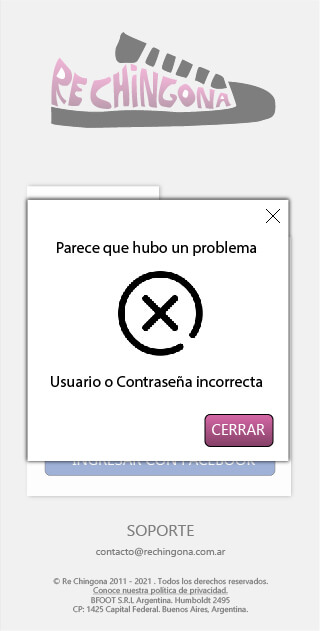 RE CHINGONA
Parece que hubo un problema
Usuario o Contraseña incorrecta
CERRAR
INGRESAR CON FACEBOOK
SOPORTE
contacto@rechingona.com.ar
© Re Chingona 2011 - 2021 . Todos los derechos reservados.
Conoce nuestra política de privacidad.
BFOOT S.R.L Argentina. Humboldt 2495
CP: 1425 Capital Federal. Buenos Aires, Argentina.